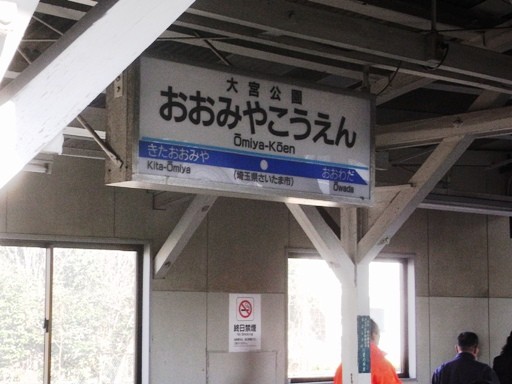 大宮公園
おおみやこうえん
Ōmiya-Kōen
きたおおみや
Kita-Ōmiya
(埼玉県さいたま市)
おおわだ
Ōwada
終日禁煙